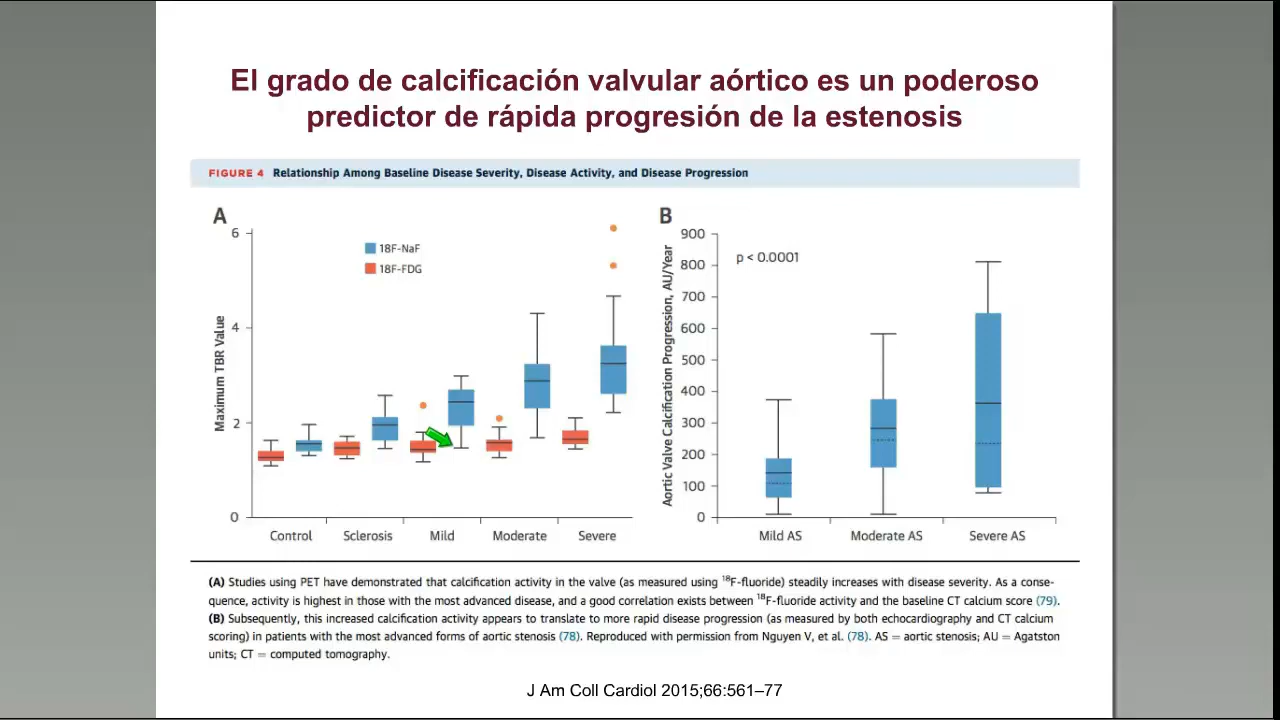 El grado de calcificación valvular aórtico es un poderoso
predictor de rápida progresión de la estenosis
FIGURE 4 Relationship Among Baseline Disease Severity, Disease Activity, and Disease Progression
A
6
4
2
0
Maximum TBR Value
18F-NaF
18F-FDG
Control Sclerosis Mild Moderate Severe
B
900
800
700
600
500
400
300
200
100
0
Aortic Valve Calcification Progression, AU/Year
p < 0.0001
Mild AS Moderate AS Severe AS
(A) Studies using PET have demonstrated that calcification activity in the valve (as measured using ¹⁸F-fluoride) steadily increases with disease severity. As a conse-
quence, activity is highest in those with the most advanced disease, and a good correlation exists between ¹⁸F-fluoride activity and the baseline CT calcium score (79).
(B) Subsequently, this increased calcification activity appears to translate to more rapid disease progression (as measured by both echocardiography and CT calcium
scoring) in patients with the most advanced forms of aortic stenosis (78). Reproduced with permission from Nguyen V, et al. (78). AS = aortic stenosis; AU = Agatston
units; CT = computed tomography.
J Am Coll Cardiol 2015;66:561–77